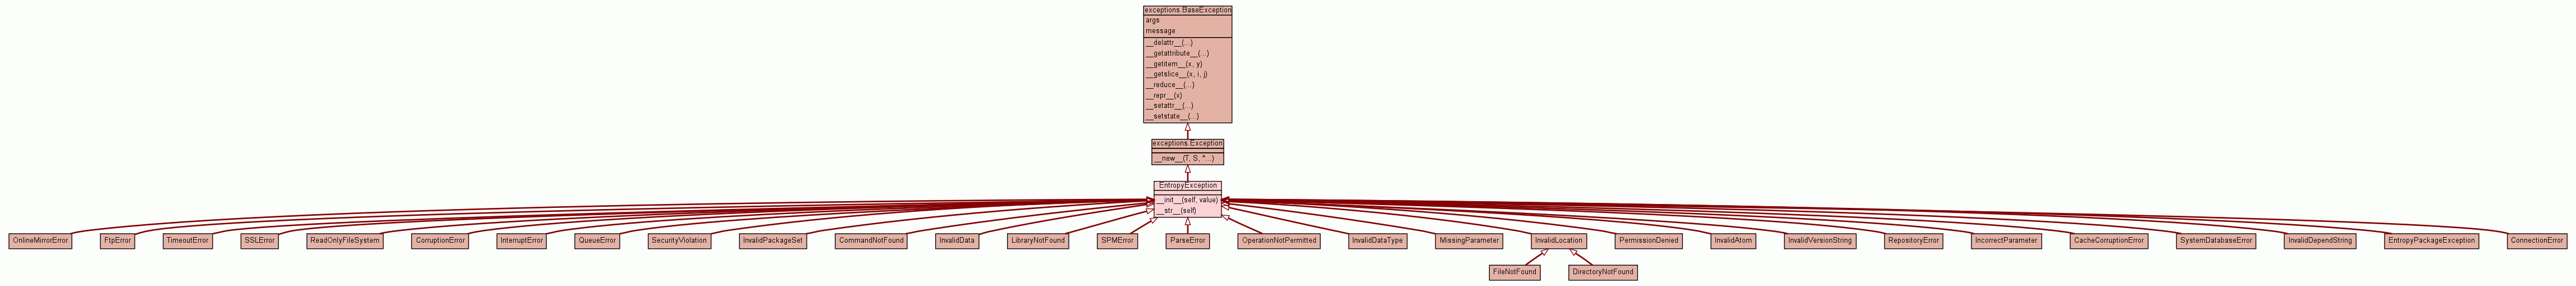 exceptions.BaseException
args
message
__delattr__(...)
__getattribute__(...)
__getitem__(x, y)
__getslice__(x, i, j)
__reduce__(...)
__repr__(x)
__setattr__(...)
__setstate__(...)
exceptions.Exception
__new__(T, S, *...)
EntropyException
__init__(self, value)
__str__(self)
OnlineMirrorError
FtpError
TimeoutError
SSLError
ReadOnlyFileSystem
CorruptionError
InterruptError
QueueError
SecurityViolation
InvalidPackageSet
CommandNotFound
InvalidData
LibraryNotFound
SPMError
ParseError
OperationNotPermitted
InvalidDataType
MissingParameter
InvalidLocation
PermissionDenied
InvalidAtom
InvalidVersionString
RepositoryError
IncorrectParameter
CacheCorruptionError
SystemDatabaseError
InvalidDependString
EntropyPackageException
ConnectionError
FileNotFound
DirectoryNotFound